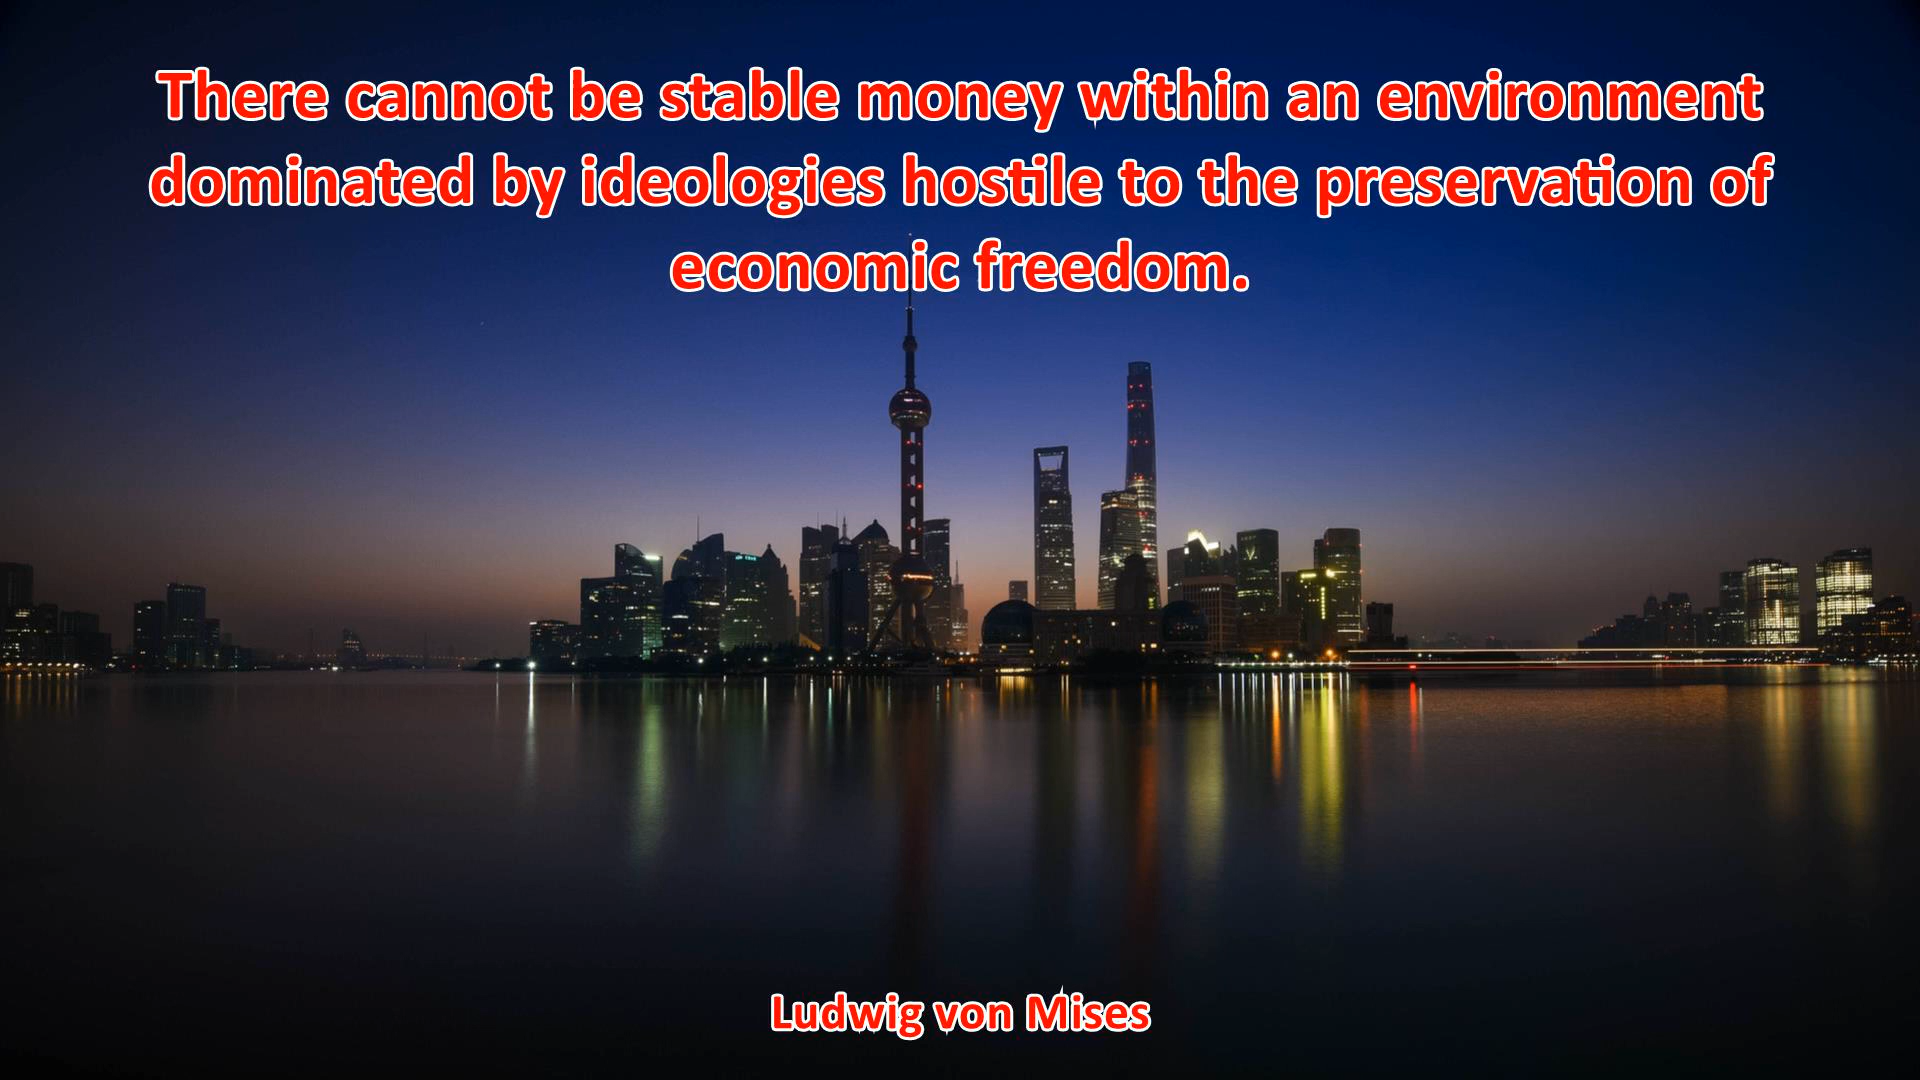 There cannot be stable money within an environment
dominated by ideologies hostile to the preservation of
economic freedom.
Ludwig von Mises